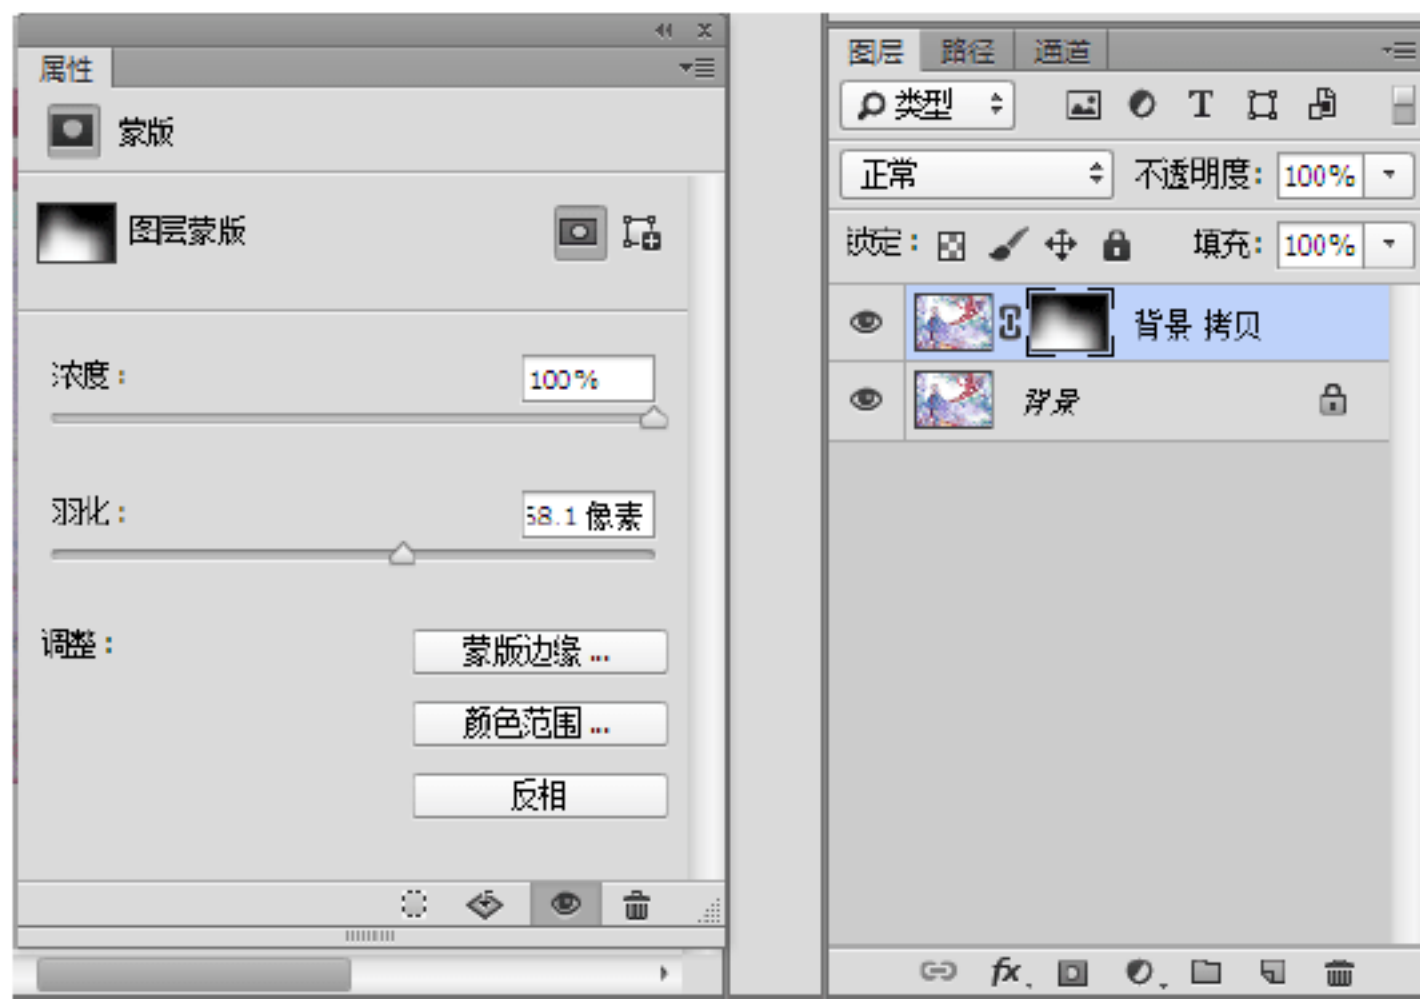 属性
蒙版
图层蒙版
浓度： 100%
羽化： 58.1 像素
调整： 蒙版边缘...
颜色范围...
反相
图层 路径 通道
类型 T
正常 不透明度： 100%
锁定： 填充： 100%
背景 拷贝
背景
fx.